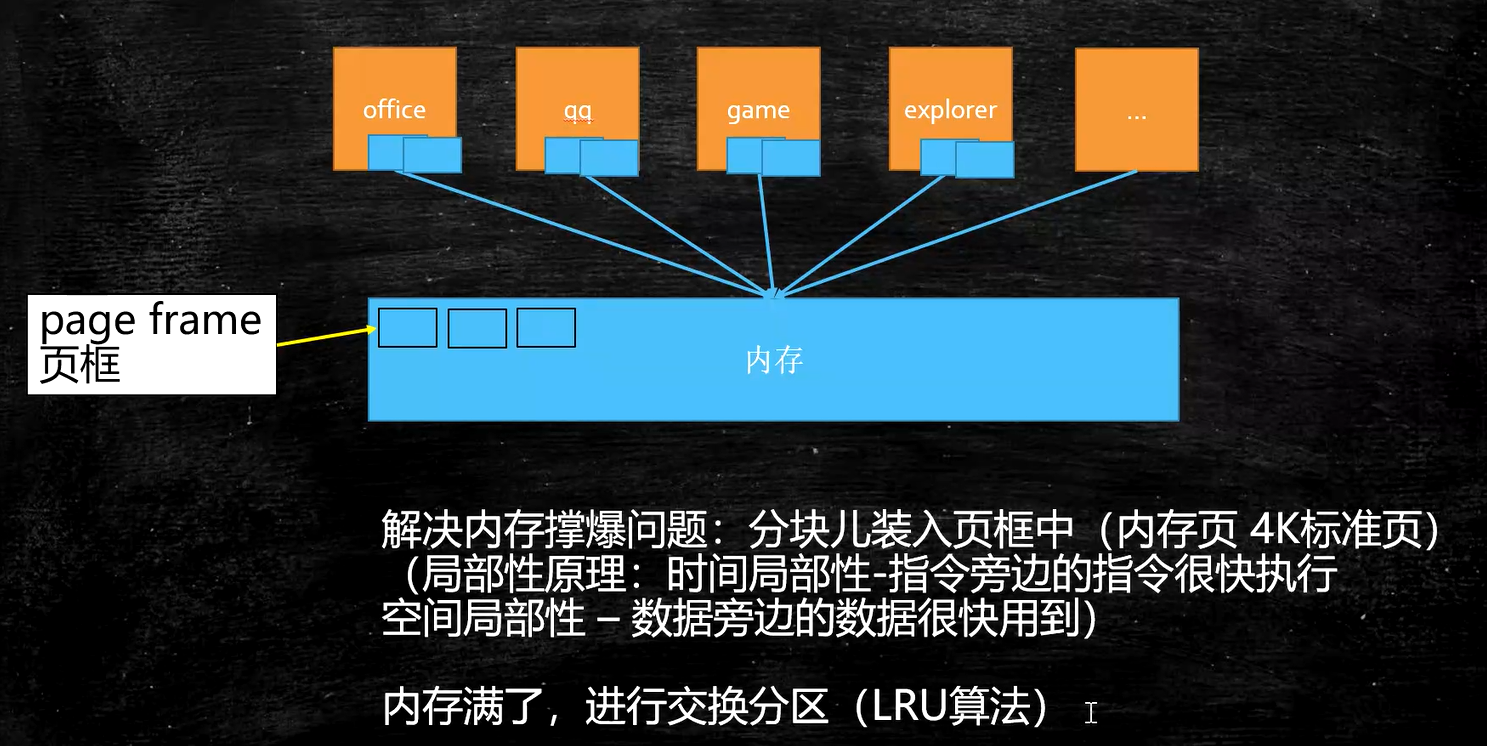 office
qq
game
explorer
...
page frame
页框
内存
解决内存撑爆问题：分块儿装入页框中（内存页 4K标准页）
（局部性原理：时间局部性-指令旁边的指令很快执行
空间局部性 – 数据旁边的数据很快用到）
内存满了，进行交换分区（LRU算法）